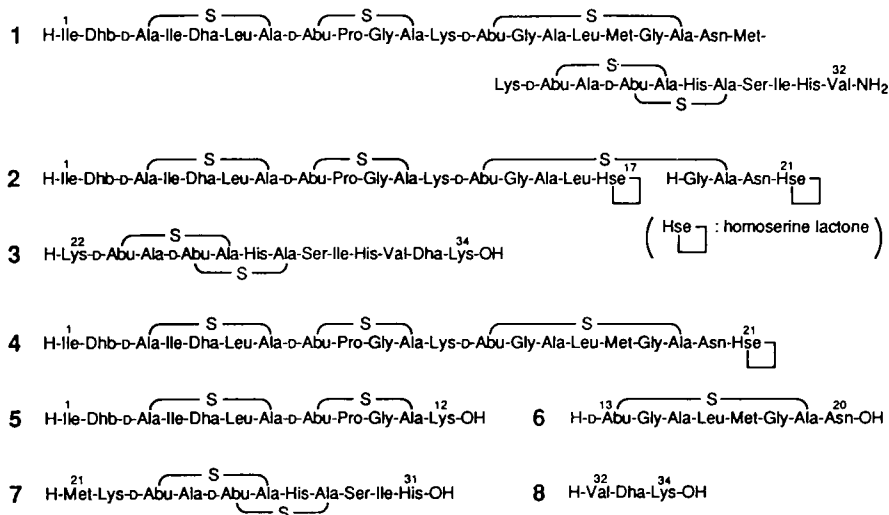 S S S
1 H-Ile-Dhb-D-Ala-Ile-Dha-Leu-Ala-D-Abu-Pro-Gly-Ala-Lys-D-Abu-Gly-Ala-Leu-Met-Gly-Ala-Asn-Met-
1
S 32
Lys-D-Abu-Ala-D-Abu-Ala-His-Ala-Ser-Ile-His-Val-NH2
S
1 S S S 17 21
2 H-Ile-Dhb-D-Ala-Ile-Dha-Leu-Ala-D-Abu-Pro-Gly-Ala-Lys-D-Abu-Gly-Ala-Leu-Hse H-Gly-Ala-Asn-Hse
( Hse : homoserine lactone )
22 S 34
3 H-Lys-D-Abu-Ala-D-Abu-Ala-His-Ala-Ser-Ile-His-Val-Dha-Lys-OH
S
1 S S S 21
4 H-Ile-Dhb-D-Ala-Ile-Dha-Leu-Ala-D-Abu-Pro-Gly-Ala-Lys-D-Abu-Gly-Ala-Leu-Met-Gly-Ala-Asn-Hse
1 S S 12 13 S 20
5 H-Ile-Dhb-D-Ala-Ile-Dha-Leu-Ala-D-Abu-Pro-Gly-Ala-Lys-OH 6 H-D-Abu-Gly-Ala-Leu-Met-Gly-Ala-Asn-OH
21 S 31 32 34
7 H-Met-Lys-D-Abu-Ala-D-Abu-Ala-His-Ala-Ser-Ile-His-OH 8 H-Val-Dha-Lys-OH
S